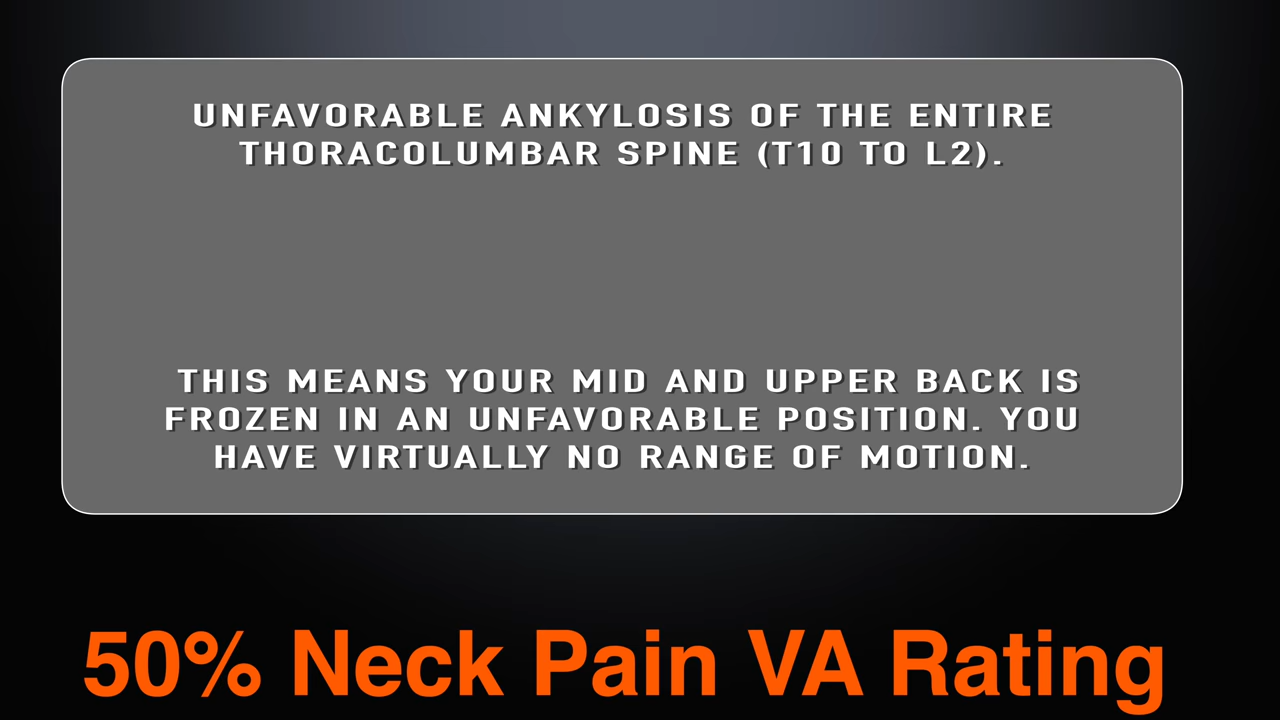 UNFAVORABLE ANKYLOSIS OF THE ENTIRE
THORACOLUMBAR SPINE (T10 TO L2).
THIS MEANS YOUR MID AND UPPER BACK IS
FROZEN IN AN UNFAVORABLE POSITION. YOU
HAVE VIRTUALLY NO RANGE OF MOTION.
50% Neck Pain VA Rating